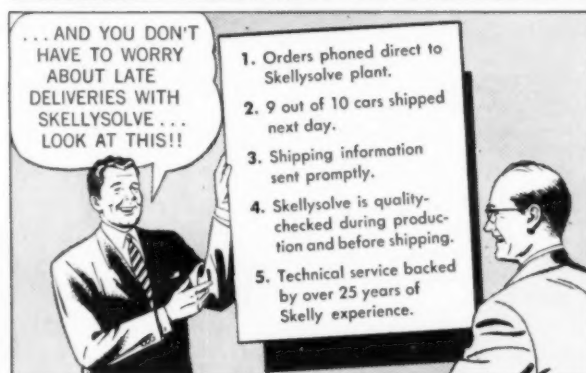 ...AND YOU DON'T
HAVE TO WORRY
ABOUT LATE
DELIVERIES WITH
SKELLYSOLVE...
LOOK AT THIS!!
1. Orders phoned direct to
Skellysolve plant.
2. 9 out of 10 cars shipped
next day.
3. Shipping information
sent promptly.
4. Skellysolve is quality-
checked during produc-
tion and before shipping.
5. Technical service backed
by over 25 years of
Skelly experience.